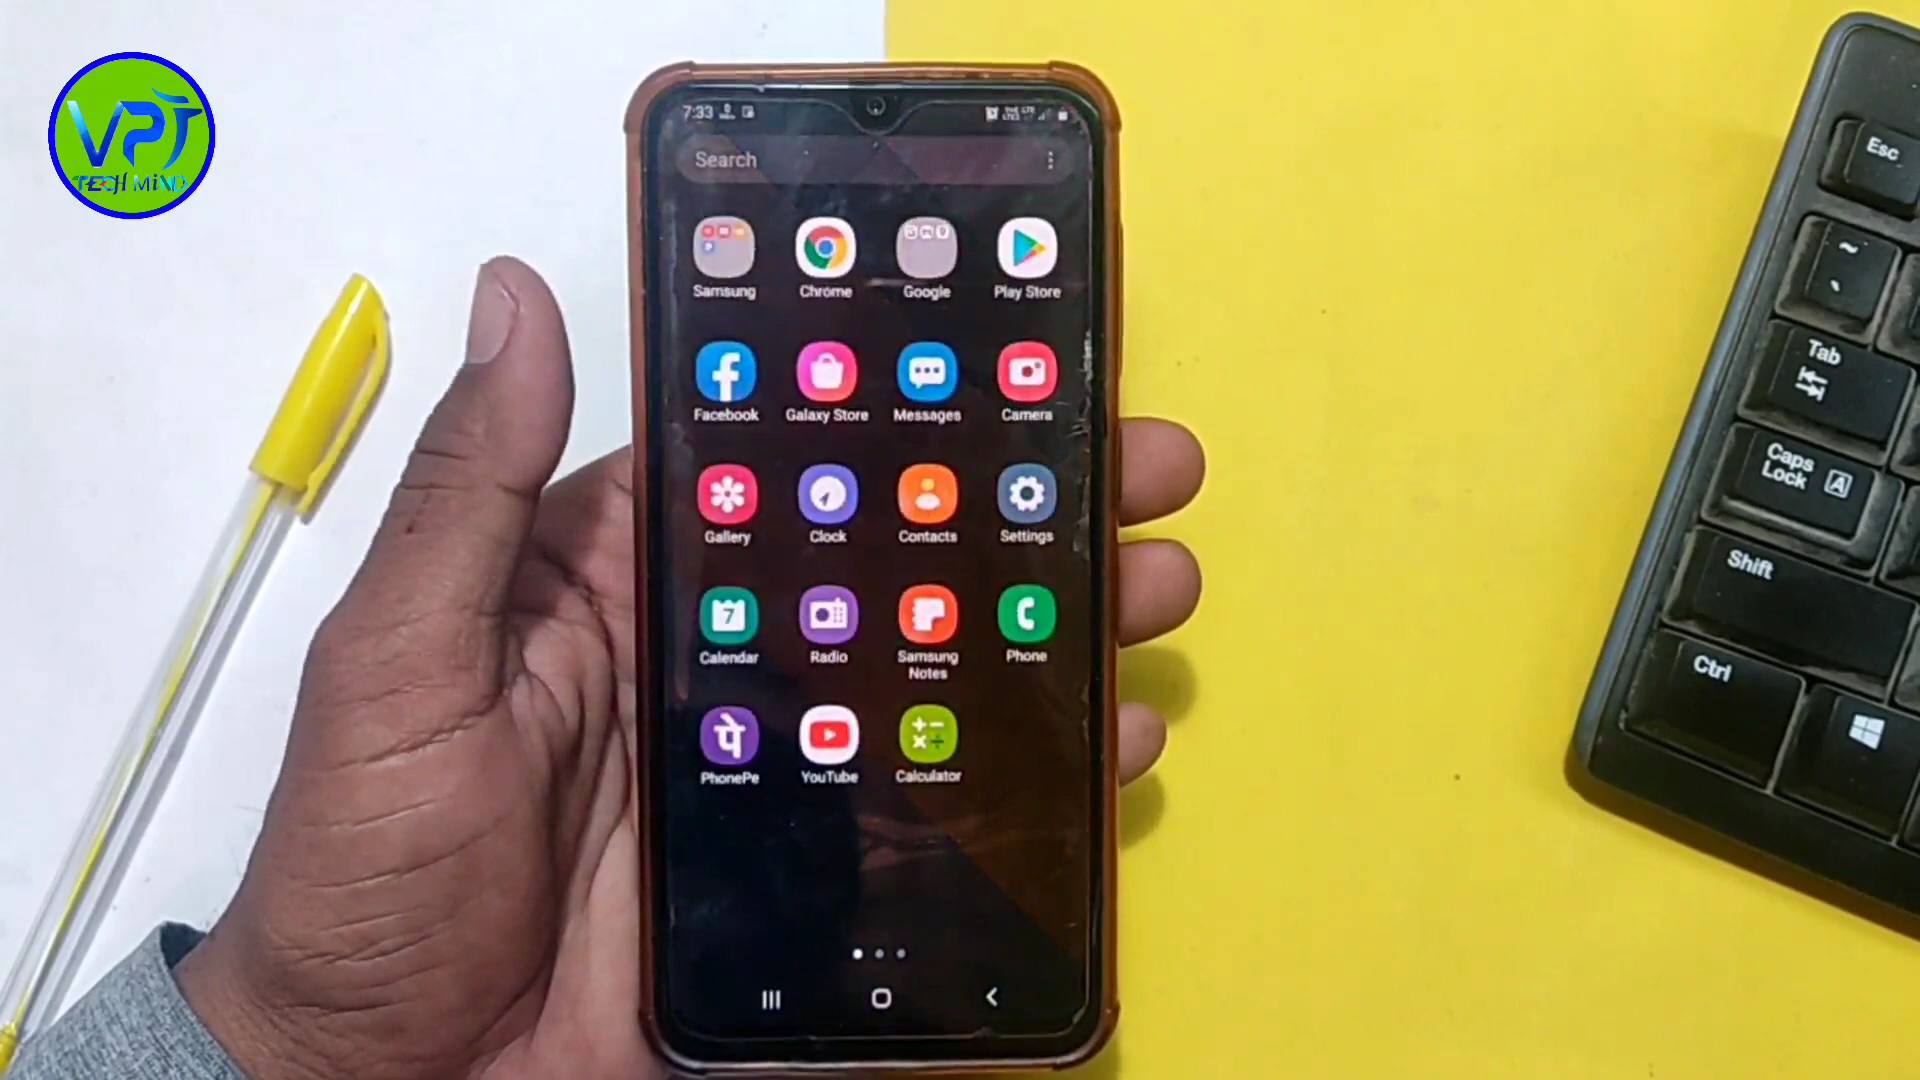 VPJ
TECH MIND
7:33
Search
Samsung
Chrome
Google
Play Store
Facebook
Galaxy Store
Messages
Camera
Gallery
Clock
Contacts
Settings
7
Calendar
Radio
Samsung
Notes
Phone
पे
PhonePe
YouTube
Calculator
Esc
~
Tab
Caps
Lock A
Shift
Ctrl